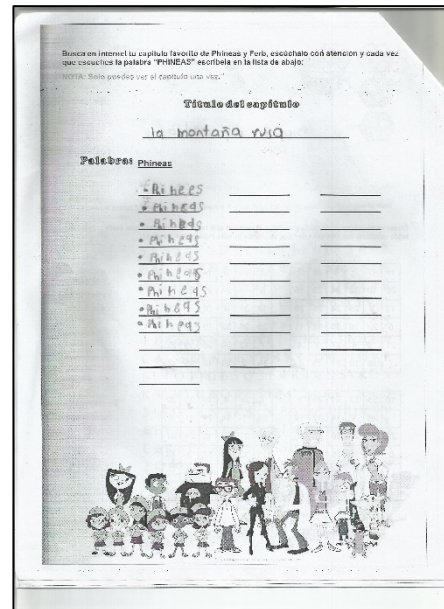 Busca en internet tu capítulo favorito de Phineas y Ferb, escúchalo con atención y cada vez
que escuches la palabra "PHINEAS" escríbela en la lista de abajo:
NOTA: Solo puedes ver el capítulo una vez."
Titulo del capítulo
la montaña rusa
Palabra: Phineas
• Phinees
• Phineas
• Phineas
• Phineas
• Phineas
• Phineas
• Phineas
• Phineas
• Phineas